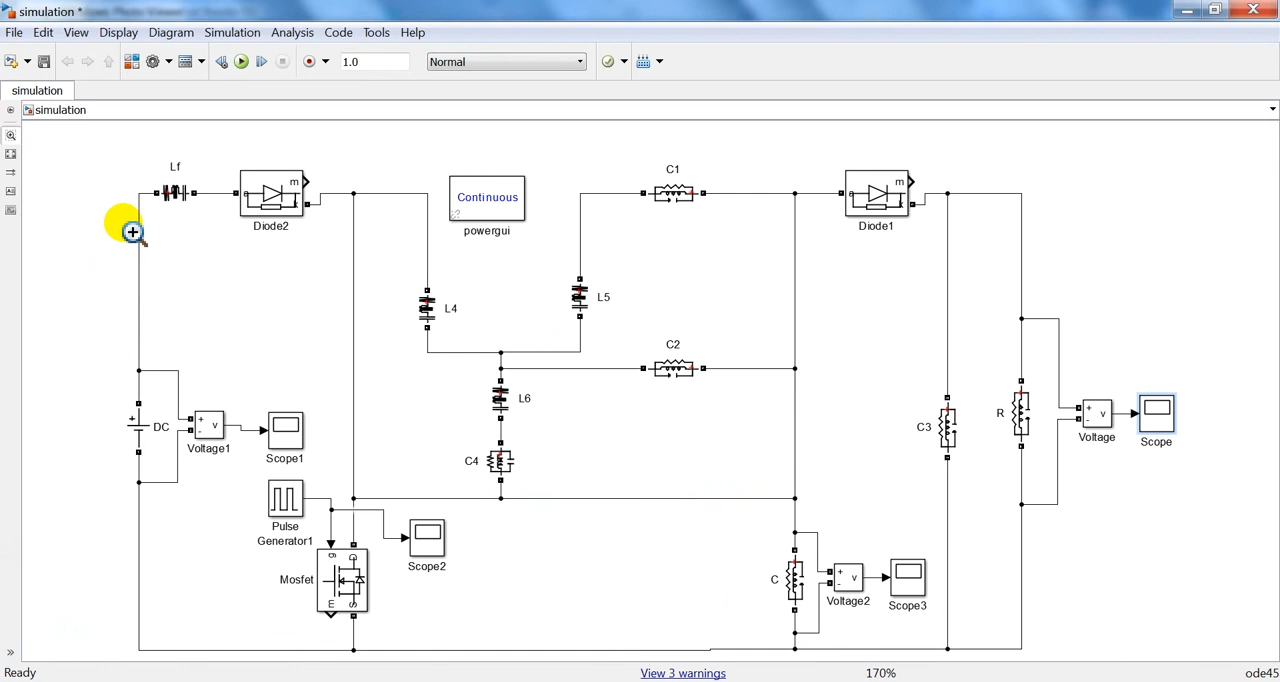 simulation *
File Edit View Display Diagram Simulation Analysis Code Tools Help
1.0
Normal
simulation
simulation
Lf
C1
m
a
k
Diode2
Continuous
powergui
m
a
k
Diode1
L4
L5
C2
L6
DC
+
-
v
Voltage1
Scope1
C4
C3
R
+
-
v
Voltage
Scope
Pulse
Generator1
Scope2
Mosfet
g
D
m
S
C
+
-
v
Voltage2
Scope3
Ready
View 3 warnings
170%
ode45